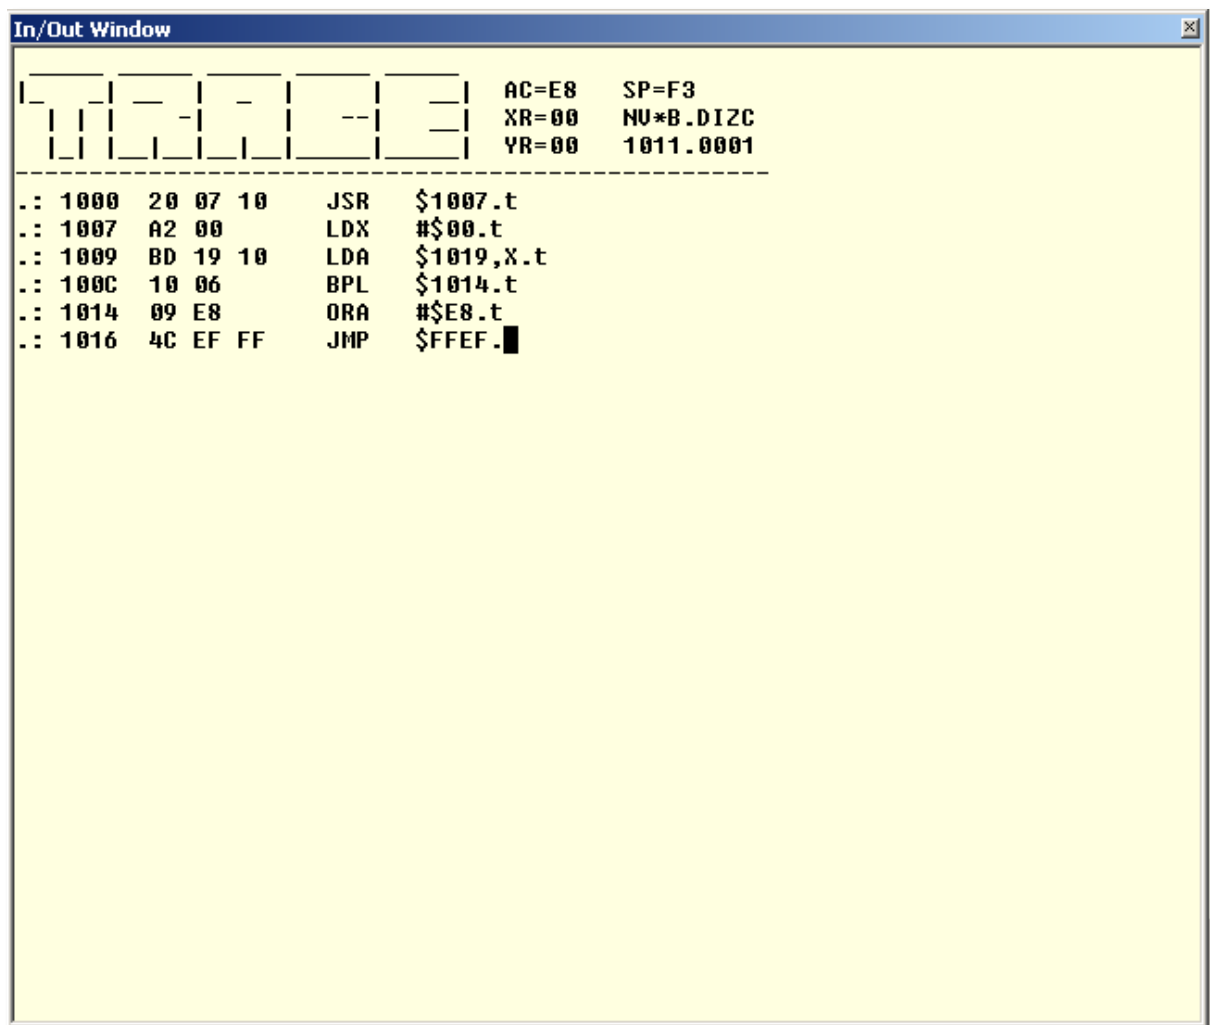 In/Out Window
TRACE
AC=E8 SP=F3
XR=00 NV*B.DIZC
YR=00 1011.0001
---------------------------------------------------
.: 1000 20 07 10 JSR $1007.t
.: 1007 A2 00 LDX #$00.t
.: 1009 BD 19 10 LDA $1019,X.t
.: 100C 10 06 BPL $1014.t
.: 1014 09 E8 ORA #$E8.t
.: 1016 4C EF FF JMP $FFEF.